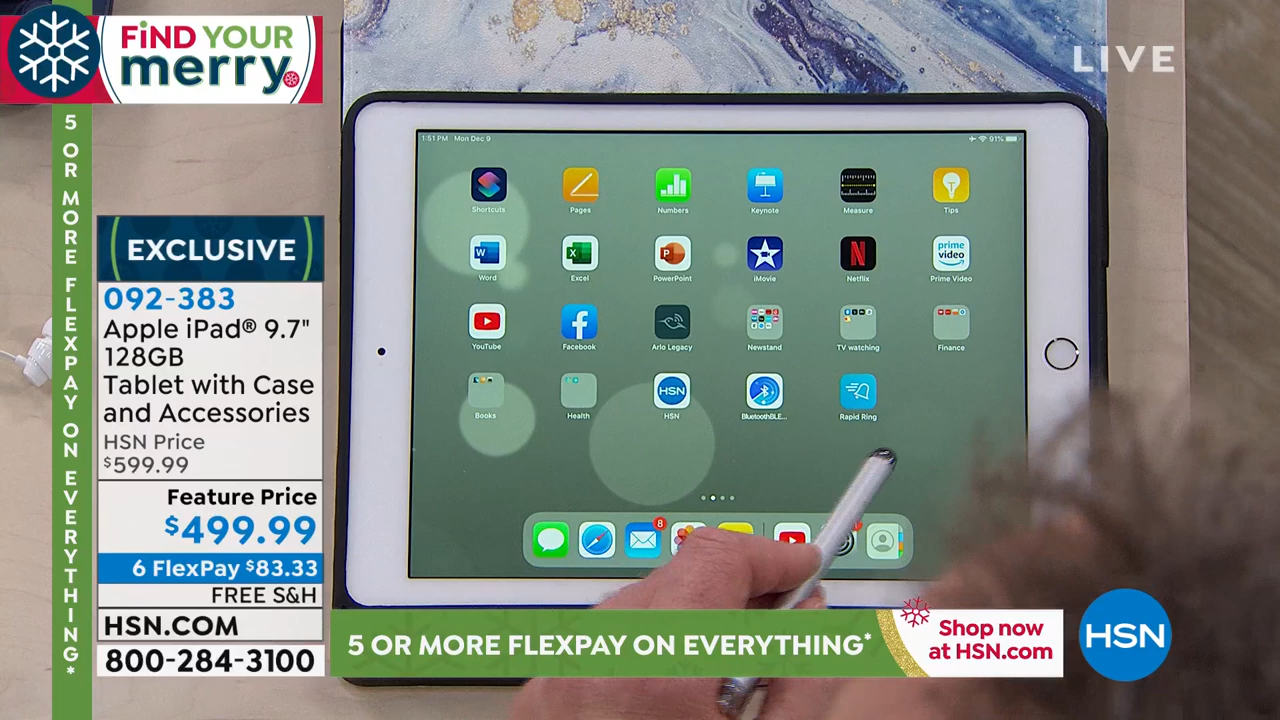 FiND YOUR
merry
LIVE
5 OR MORE FLEXPAY ON EVERYTHING*
EXCLUSIVE
092-383
Apple iPad® 9.7"
128GB
Tablet with Case
and Accessories
HSN Price
$599.99
Feature Price
$499.99
6 FlexPay $83.33
FREE S&H
HSN.COM
800-284-3100
1:51 PM Mon Dec 9
91%
Shortcuts
Pages
Numbers
Keynote
Measure
Tips
Word
Excel
PowerPoint
iMovie
Netflix
prime
video
Prime Video
YouTube
Facebook
Arlo Legacy
Newstand
TV watching
Finance
Books
Health
HSN
HSN
BluetoothBLE...
Rapid Ring
8
5 OR MORE FLEXPAY ON EVERYTHING*
Shop now
at HSN.com
HSN